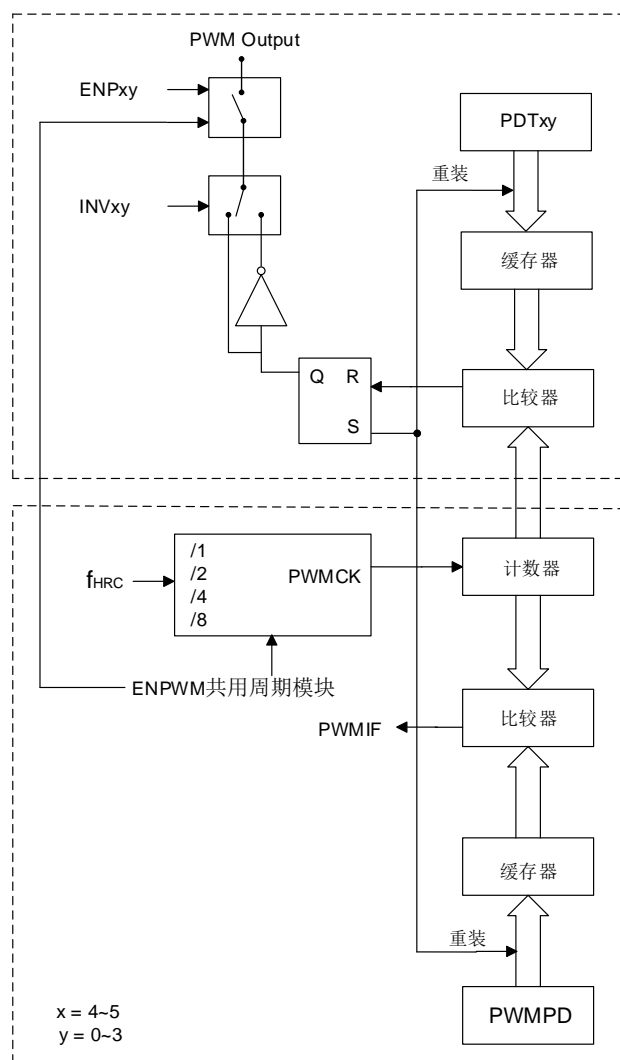 PWM Output
ENPxy
PDTxy
重装
INVxy
缓存器
Q R
S
比较器
/1
/2
/4
/8
PWMCK
fHRC
计数器
ENPWM共用周期模块
PWMIF
比较器
缓存器
重装
PWMPD
x = 4~5
y = 0~3